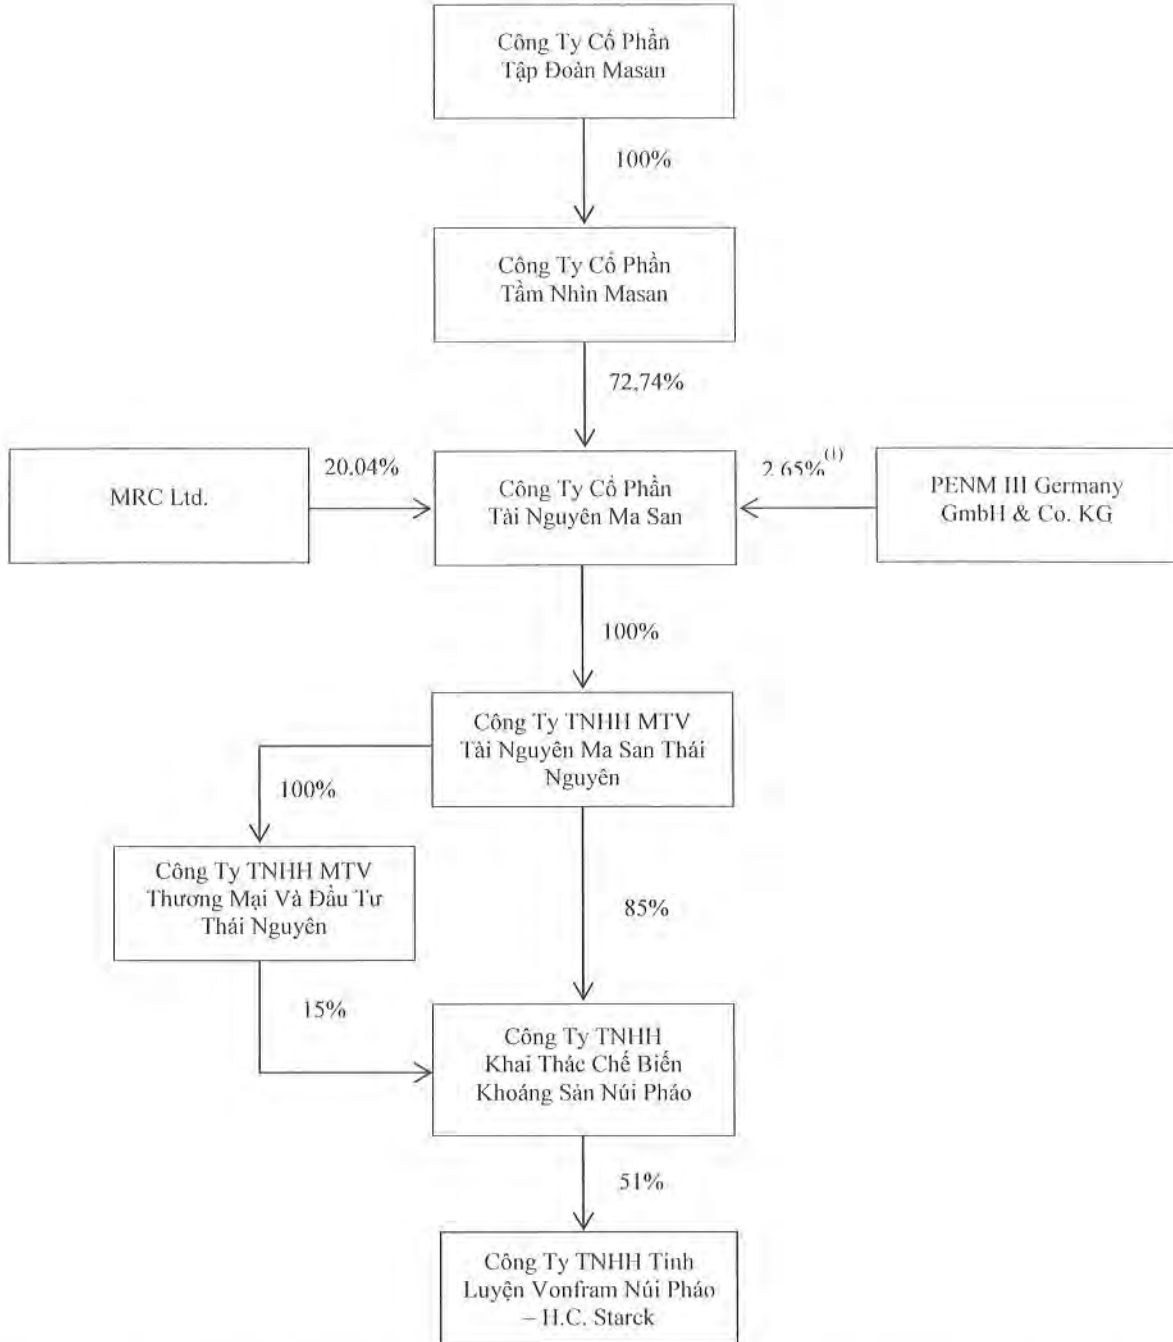 Công Ty Cổ Phần
Tập Đoàn Masan
100%
Công Ty Cổ Phần
Tầm Nhìn Masan
72,74%
MRC Ltd.
20,04%
Công Ty Cổ Phần
Tài Nguyên Ma San
2,65%(1)
PENM III Germany
GmbH & Co. KG
100%
Công Ty TNHH MTV
Tài Nguyên Ma San Thái
Nguyên
100%
Công Ty TNHH MTV
Thương Mại Và Đầu Tư
Thái Nguyên
85%
15%
Công Ty TNHH
Khai Thác Chế Biến
Khoáng Sản Núi Pháo
51%
Công Ty TNHH Tinh
Luyện Vonfram Núi Pháo
– H.C. Starck